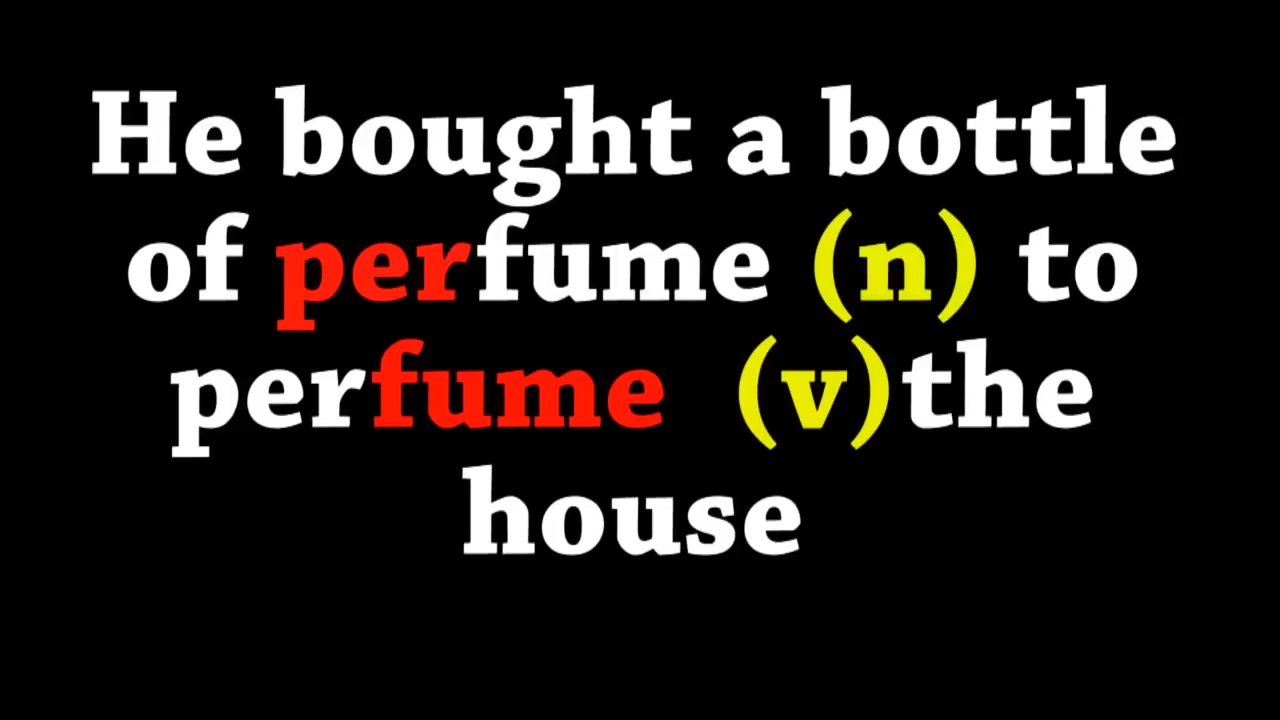 He bought a bottle
of perfume (n) to
perfume (v)the
house